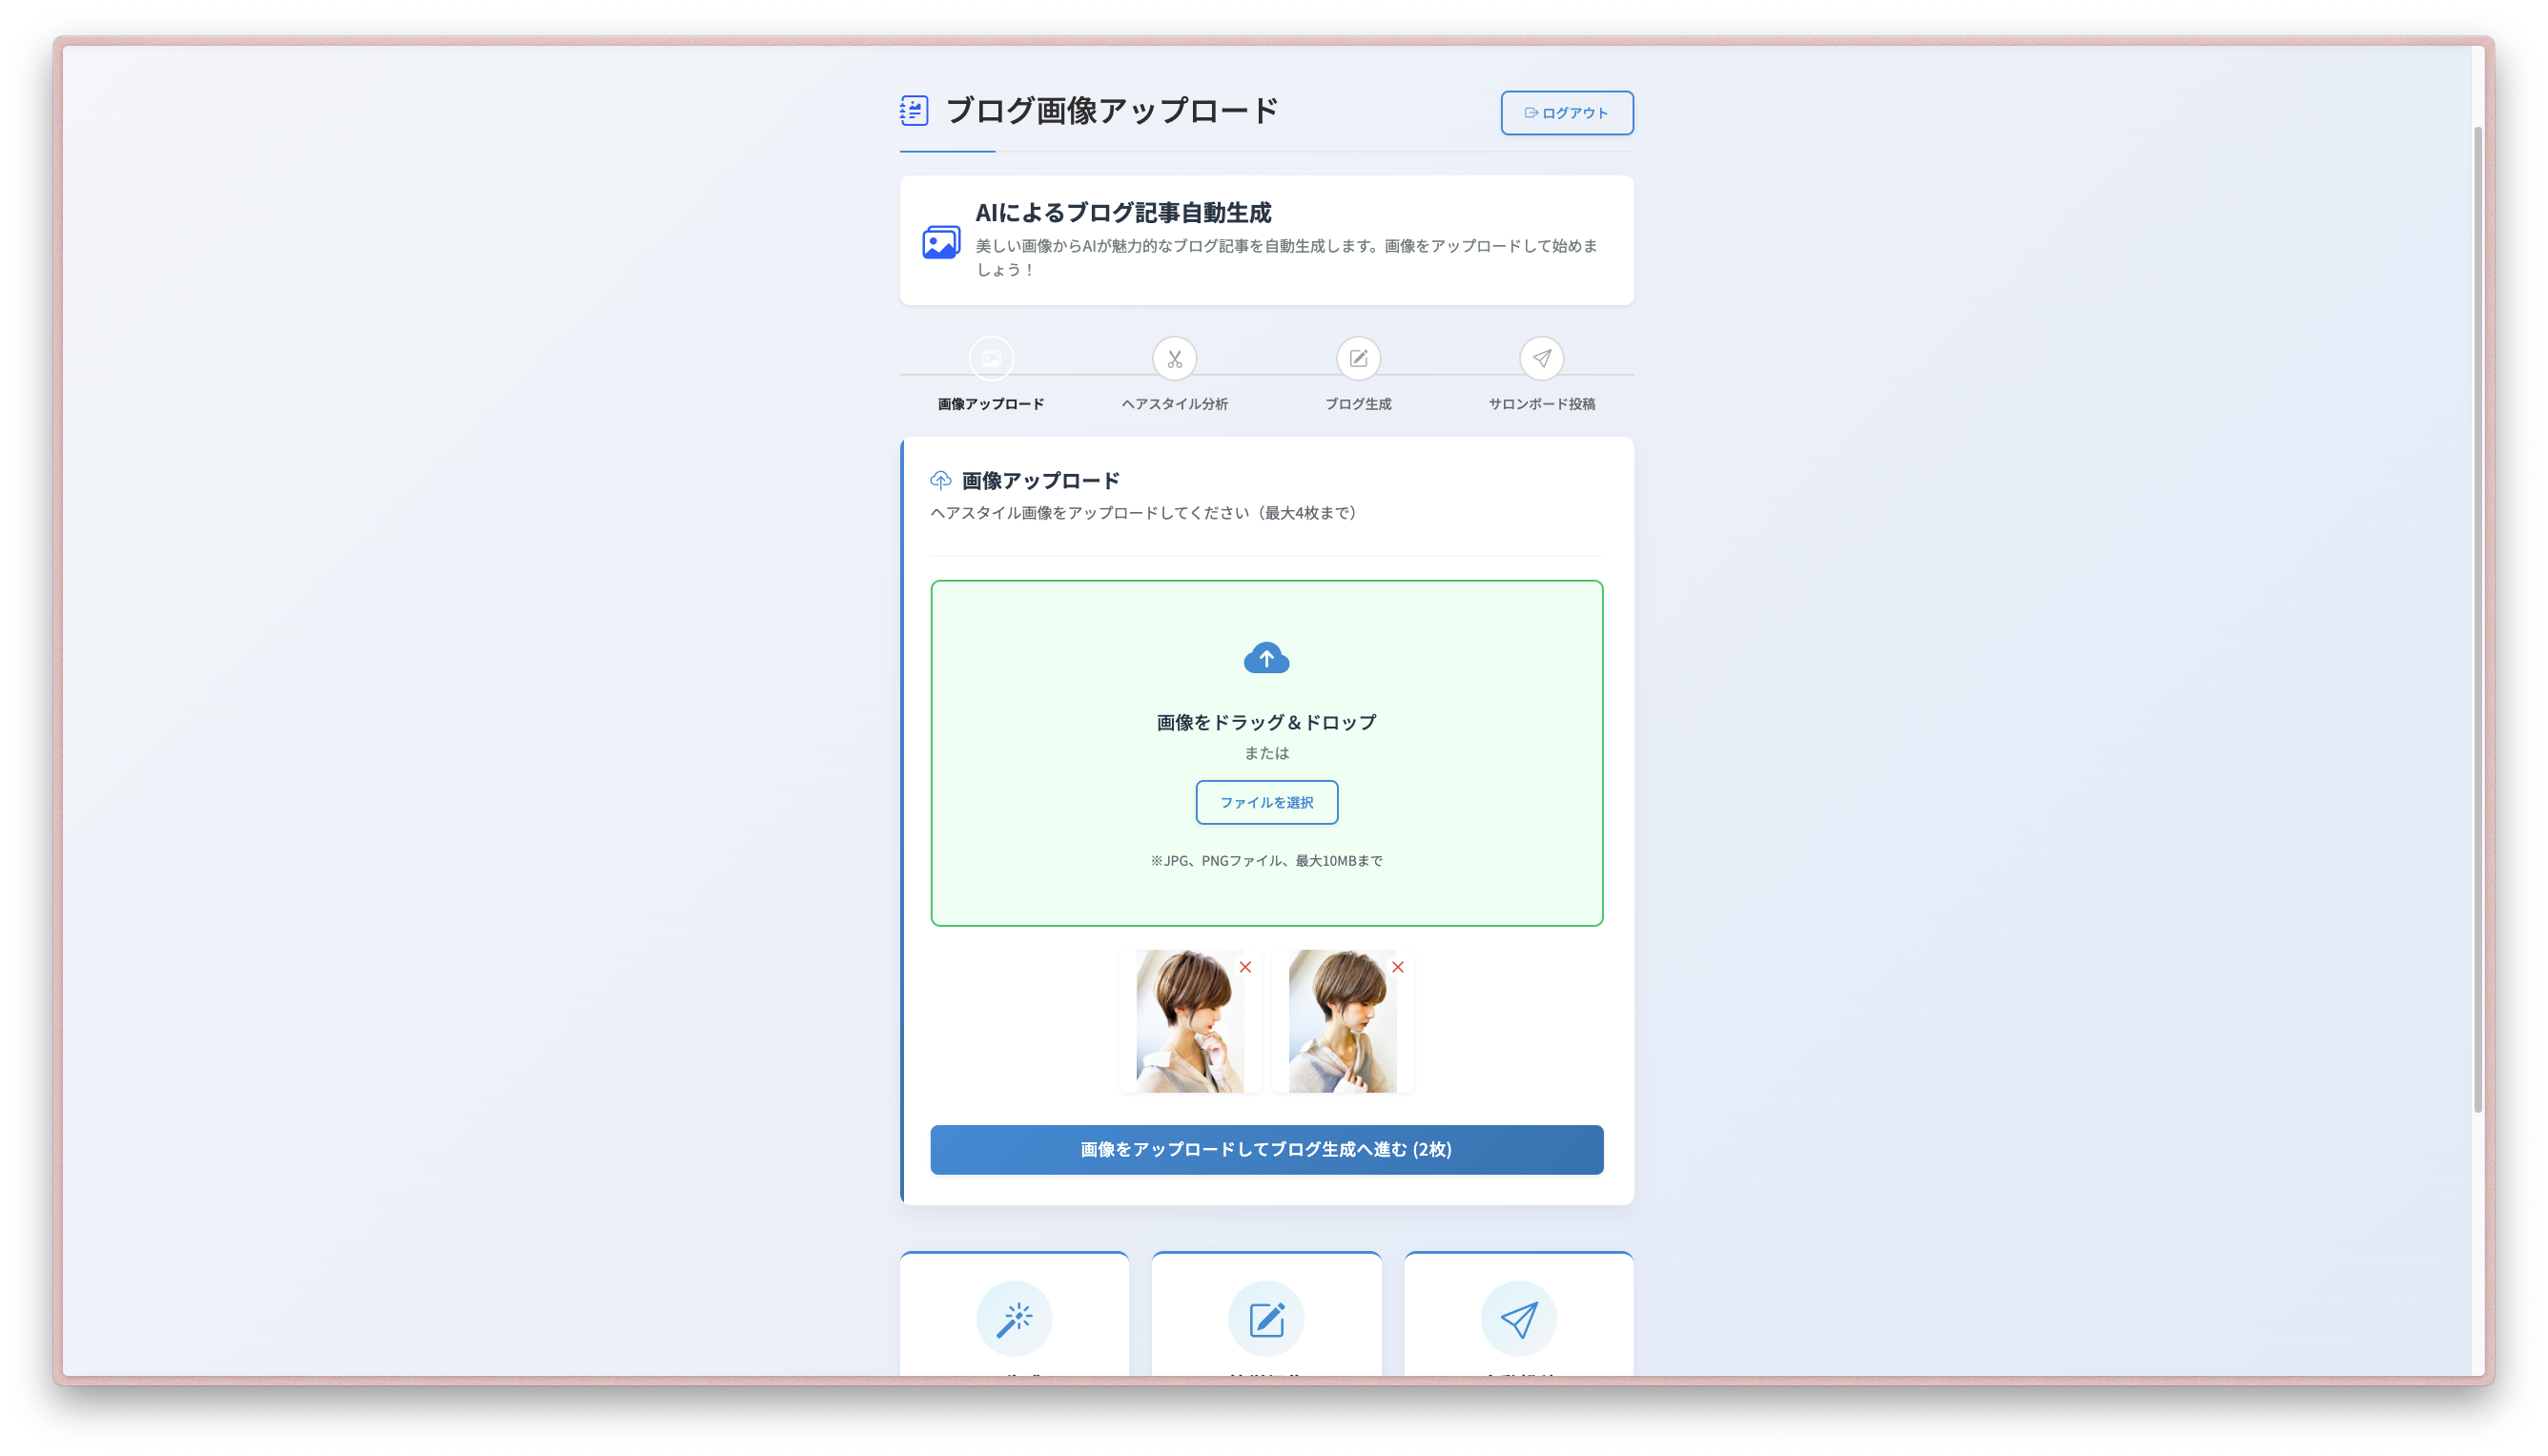 ブログ画像アップロード
ログアウト
AIによるブログ記事自動生成
美しい画像からAIが魅力的なブログ記事を自動生成します。画像をアップロードして始めま
しょう！
画像アップロード
ヘアスタイル分析
ブログ生成
サロンボード投稿
画像アップロード
ヘアスタイル画像をアップロードしてください（最大4枚まで）
画像をドラッグ＆ドロップ
または
ファイルを選択
※JPG、PNGファイル、最大10MBまで
画像をアップロードしてブログ生成へ進む (2枚)